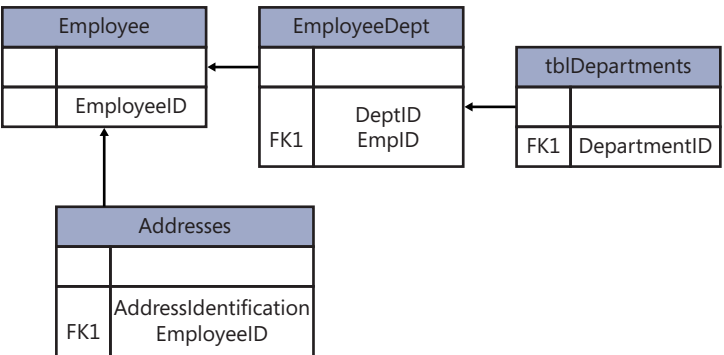 Employee
EmployeeID
EmployeeDept
DeptID
FK1 EmpID
tblDepartments
FK1 DepartmentID
Addresses
AddressIdentification
FK1 EmployeeID